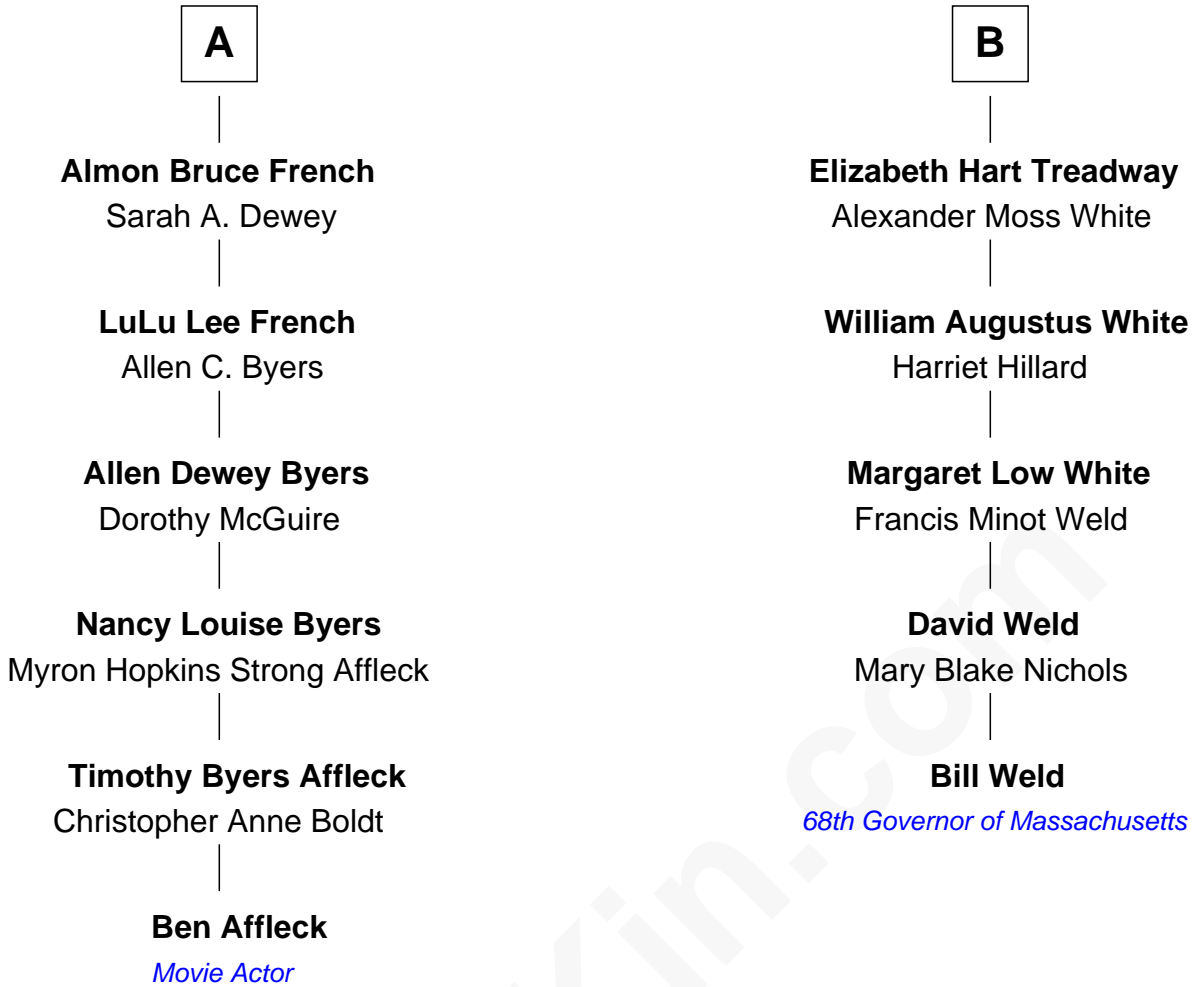 A
Almon Bruce French
Sarah A. Dewey
LuLu Lee French
Allen C. Byers
Allen Dewey Byers
Dorothy McGuire
Nancy Louise Byers
Myron Hopkins Strong Affleck
Timothy Byers Affleck
Christopher Anne Boldt
Ben Affleck
Movie Actor
B
Elizabeth Hart Treadway
Alexander Moss White
William Augustus White
Harriet Hillard
Margaret Low White
Francis Minot Weld
David Weld
Mary Blake Nichols
Bill Weld
68th Governor of Massachusetts